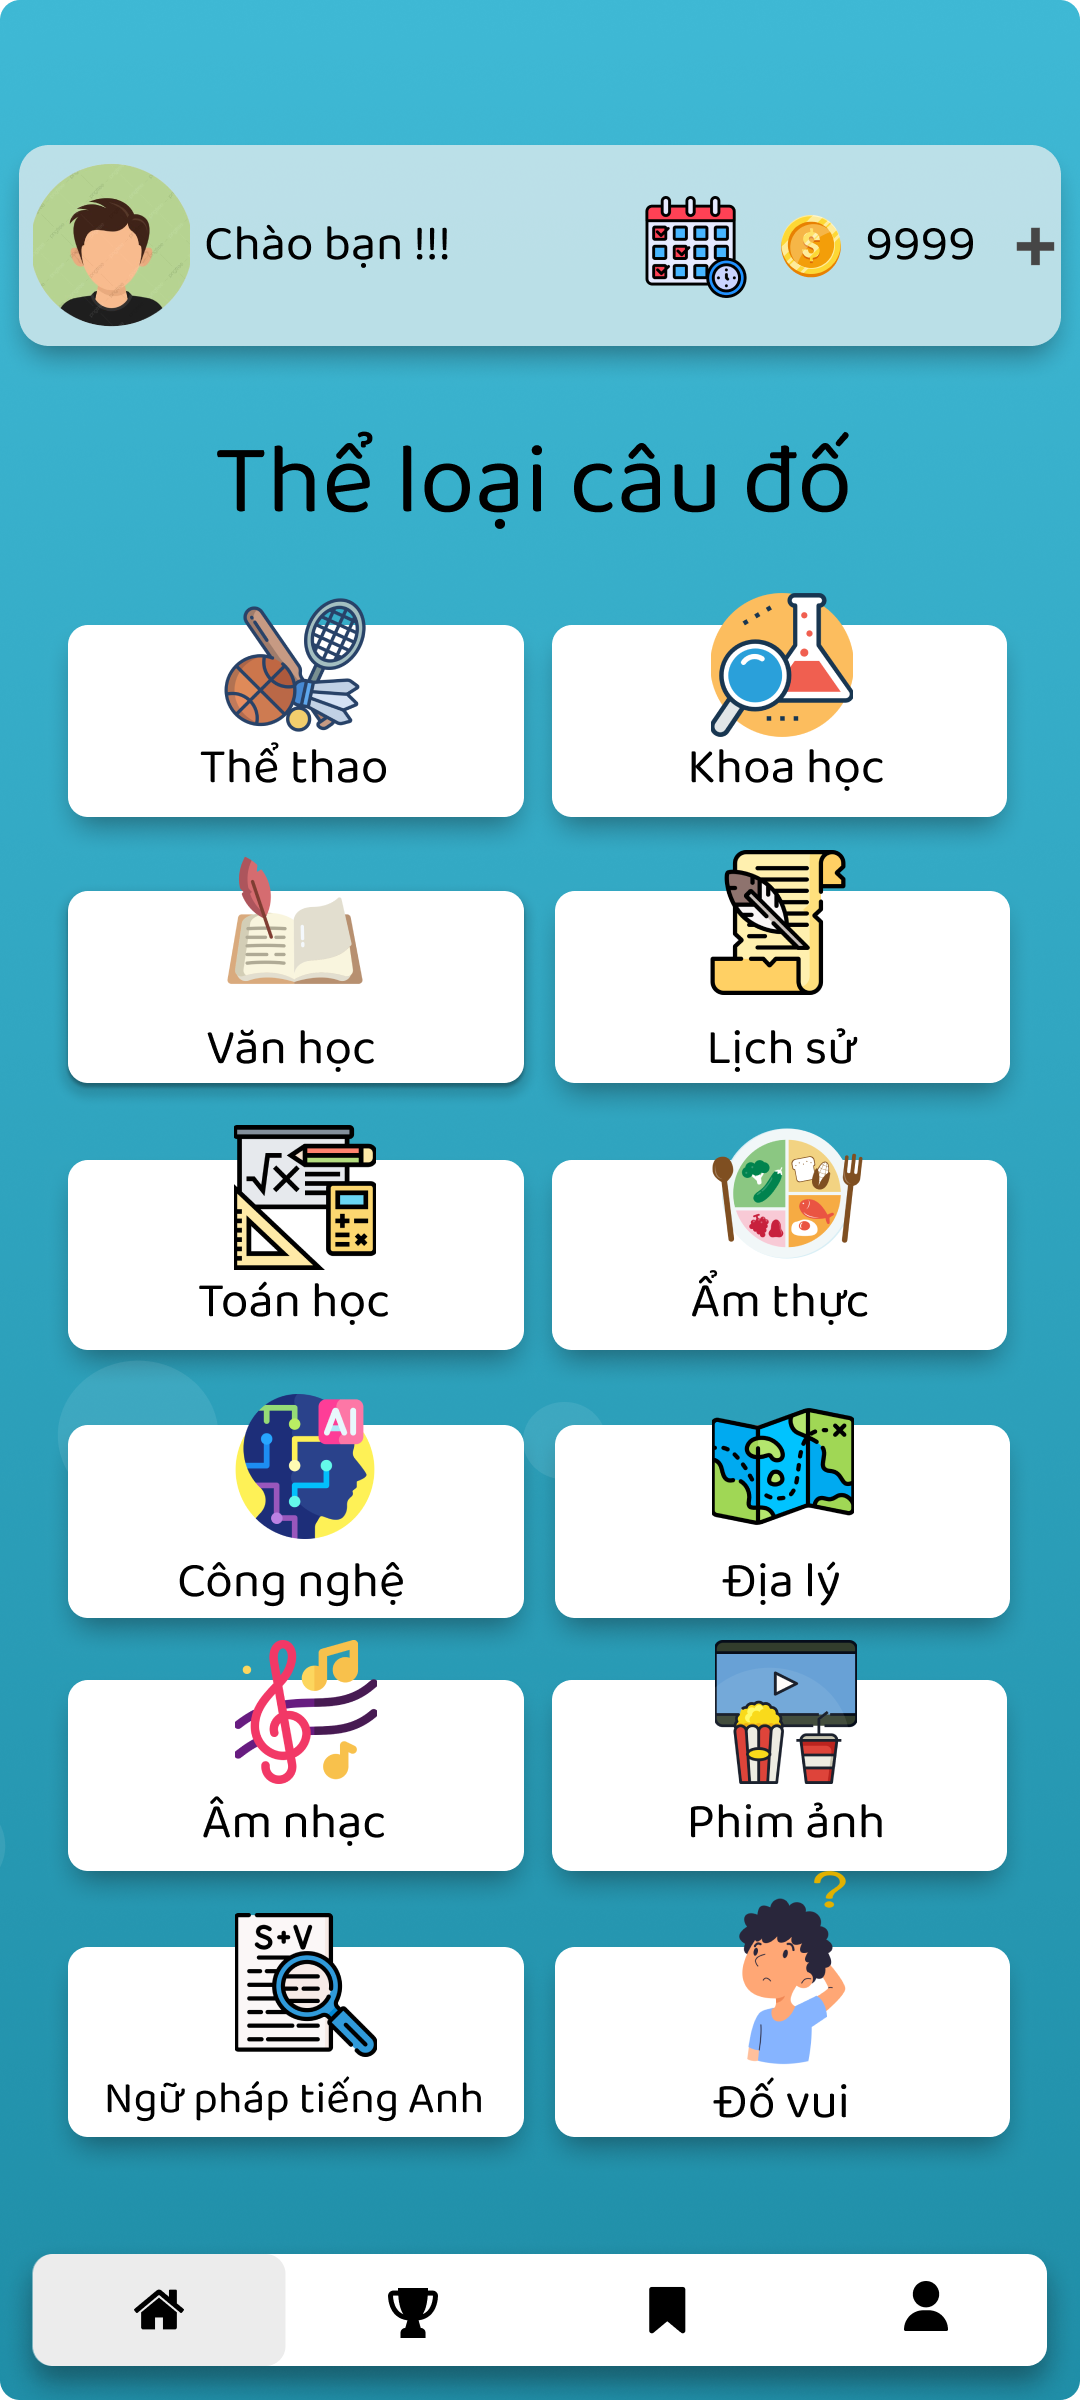 Chào bạn !!!
9999
Thể loại câu đố
Thể thao
Khoa học
Văn học
Lịch sử
Toán học
Ẩm thực
AI
Công nghệ
Địa lý
Âm nhạc
Phim ảnh
S+V
?
Ngữ pháp tiếng Anh
Đố vui